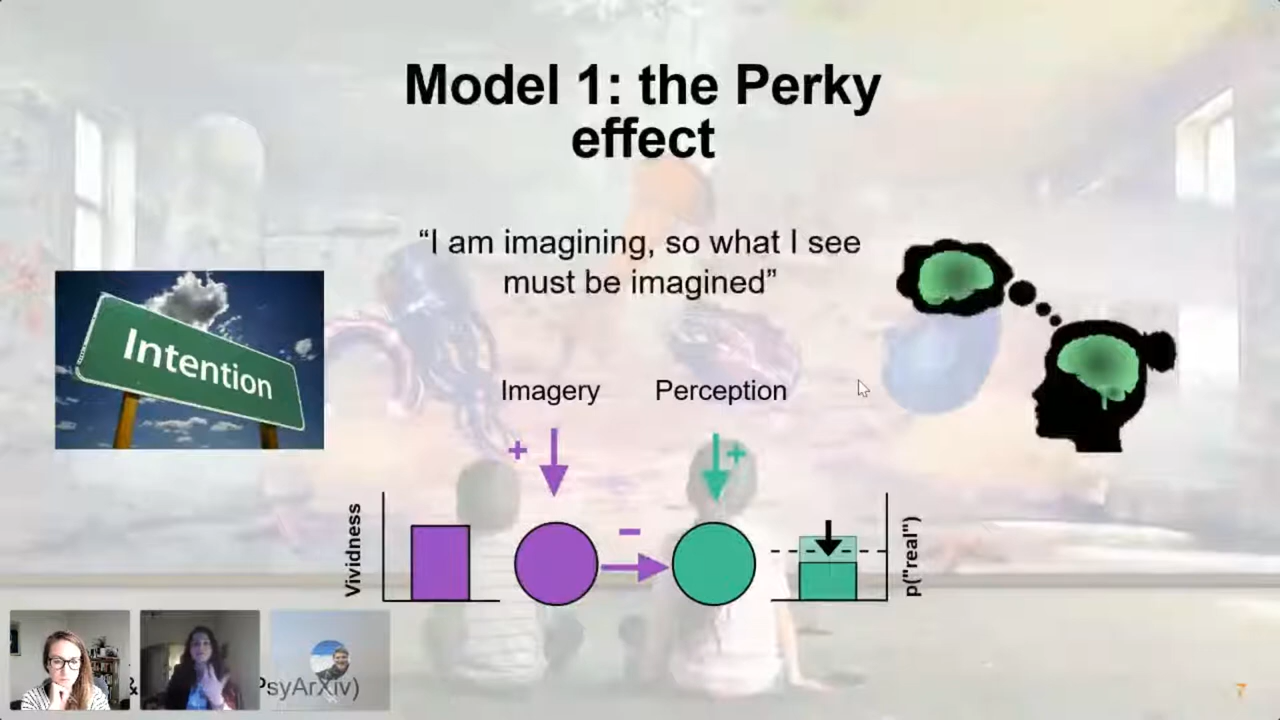 Model 1: the Perky
effect
“I am imagining, so what I see
must be imagined”
Intention
Imagery
Perception
+
+
−
Vividness
p("real")
& 
PsyArXiv)
7